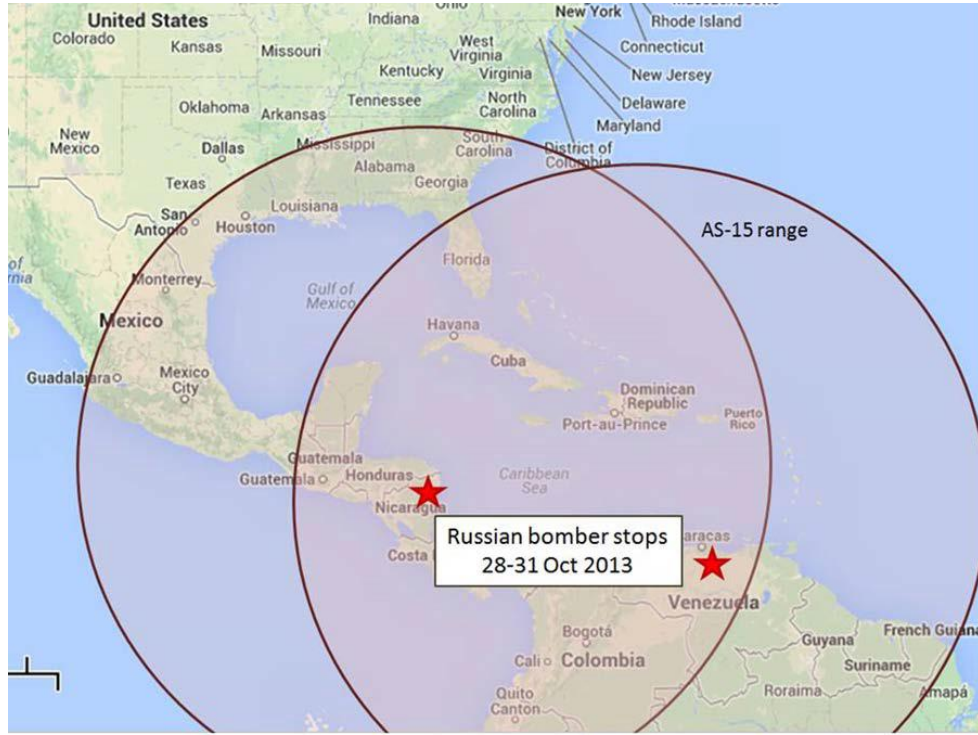 United States
Ohio
New York
Massachusetts
Rhode Island
Colorado
Kansas
Missouri
Indiana
West
Virginia
Connecticut
Kentucky
Virginia
New Jersey
Oklahoma
Arkansas
Tennessee
North
Carolina
Delaware
Maryland
New
Mexico
Dallas
Mississippi
South
Carolina
District of
Columbia
Alabama
Texas
Georgia
San
Antonio
Houston
Louisiana
AS-15 range
of
Monterrey
Gulf of
Mexico
Florida
Mexico
Havana
Guadalajara
Mexico
City
Cuba
Dominican
Republic
Port-au-Prince
Puerto
Rico
Guatemala
Guatemala
Honduras
Caribbean
Sea
Nicaragua
Russian bomber stops
28-31 Oct 2013
Costa
aracas
Venezuela
Bogotá
Guyana
French Guiana
Cali
Colombia
Suriname
Quito
Canton
Roraima
Amapá